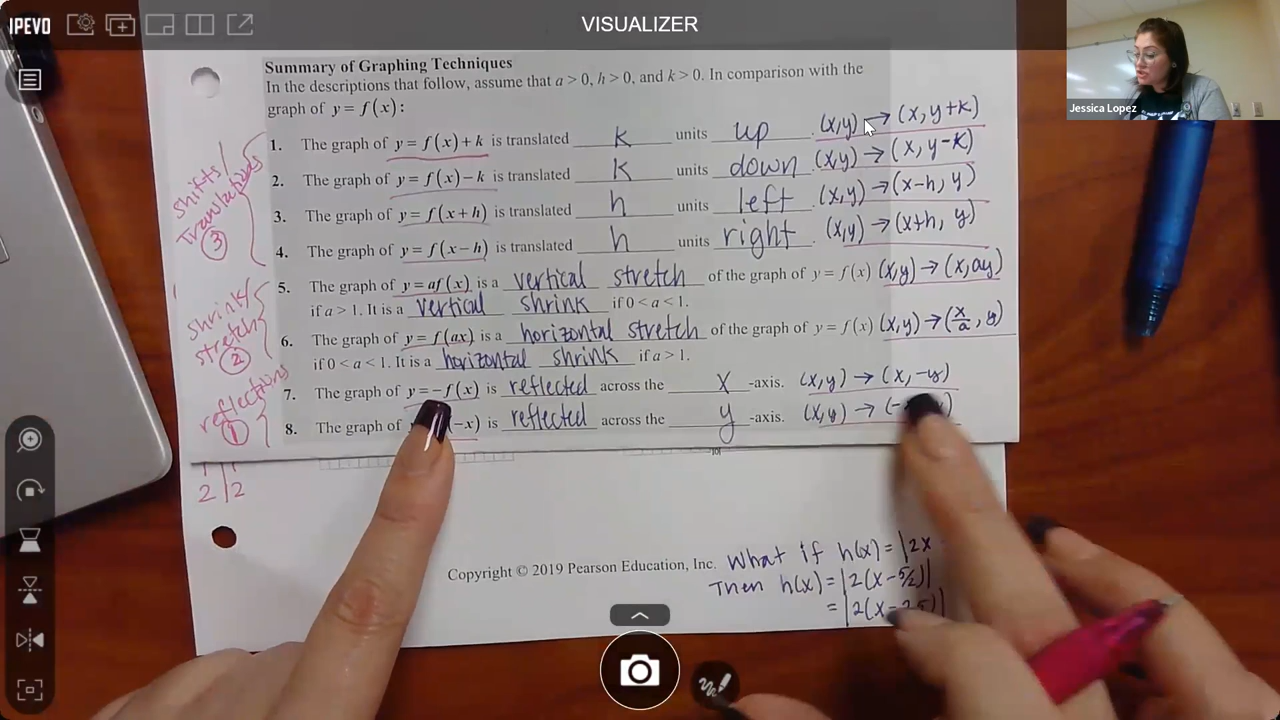 IPEVO
VISUALIZER
Jessica Lopez
Summary of Graphing Techniques
In the descriptions that follow, assume that a > 0, h > 0, and k > 0. In comparison with the
graph of y = f(x):
1. The graph of y = f(x) + k is translated k units up. (x,y) → (x, y+k)
2. The graph of y = f(x) − k is translated k units down (x,y) → (x, y−k)
3. The graph of y = f(x + h) is translated h units left. (x,y) → (x−h, y)
4. The graph of y = f(x − h) is translated h units right. (x,y) → (x+h, y)
5. The graph of y = af(x) is a vertical stretch of the graph of y = f(x) (x,y) → (x, ay)
if a > 1. It is a vertical shrink if 0 < a < 1.
6. The graph of y = f(ax) is a horizontal stretch of the graph of y = f(x) (x,y) → (x/a, y)
if 0 < a < 1. It is a horizontal shrink if a > 1.
7. The graph of y = −f(x) is reflected across the x -axis. (x,y) → (x, −y)
8. The graph of (−x) is reflected across the y -axis. (x,y) → (−
shifts/
translations
3
shrink/
stretch
2
reflections
1
2 | 2
Copyright © 2019 Pearson Education, Inc.
What if h(x) = |2x
Then h(x) = |2(x − 5/2)|
= |2(x − 2.5)|